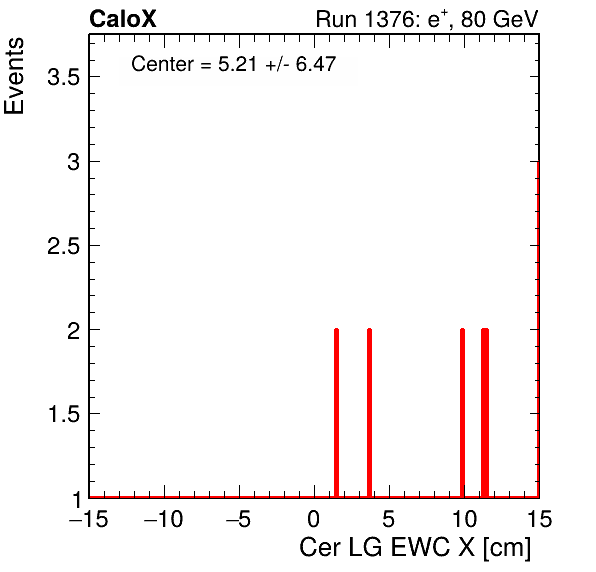 CaloX Run 1376: e⁺, 80 GeV
Center = 5.21 +/- 6.47
Events
3.5
3
2.5
2
1.5
1
−15 −10 −5 0 5 10 15
Cer LG EWC X [cm]